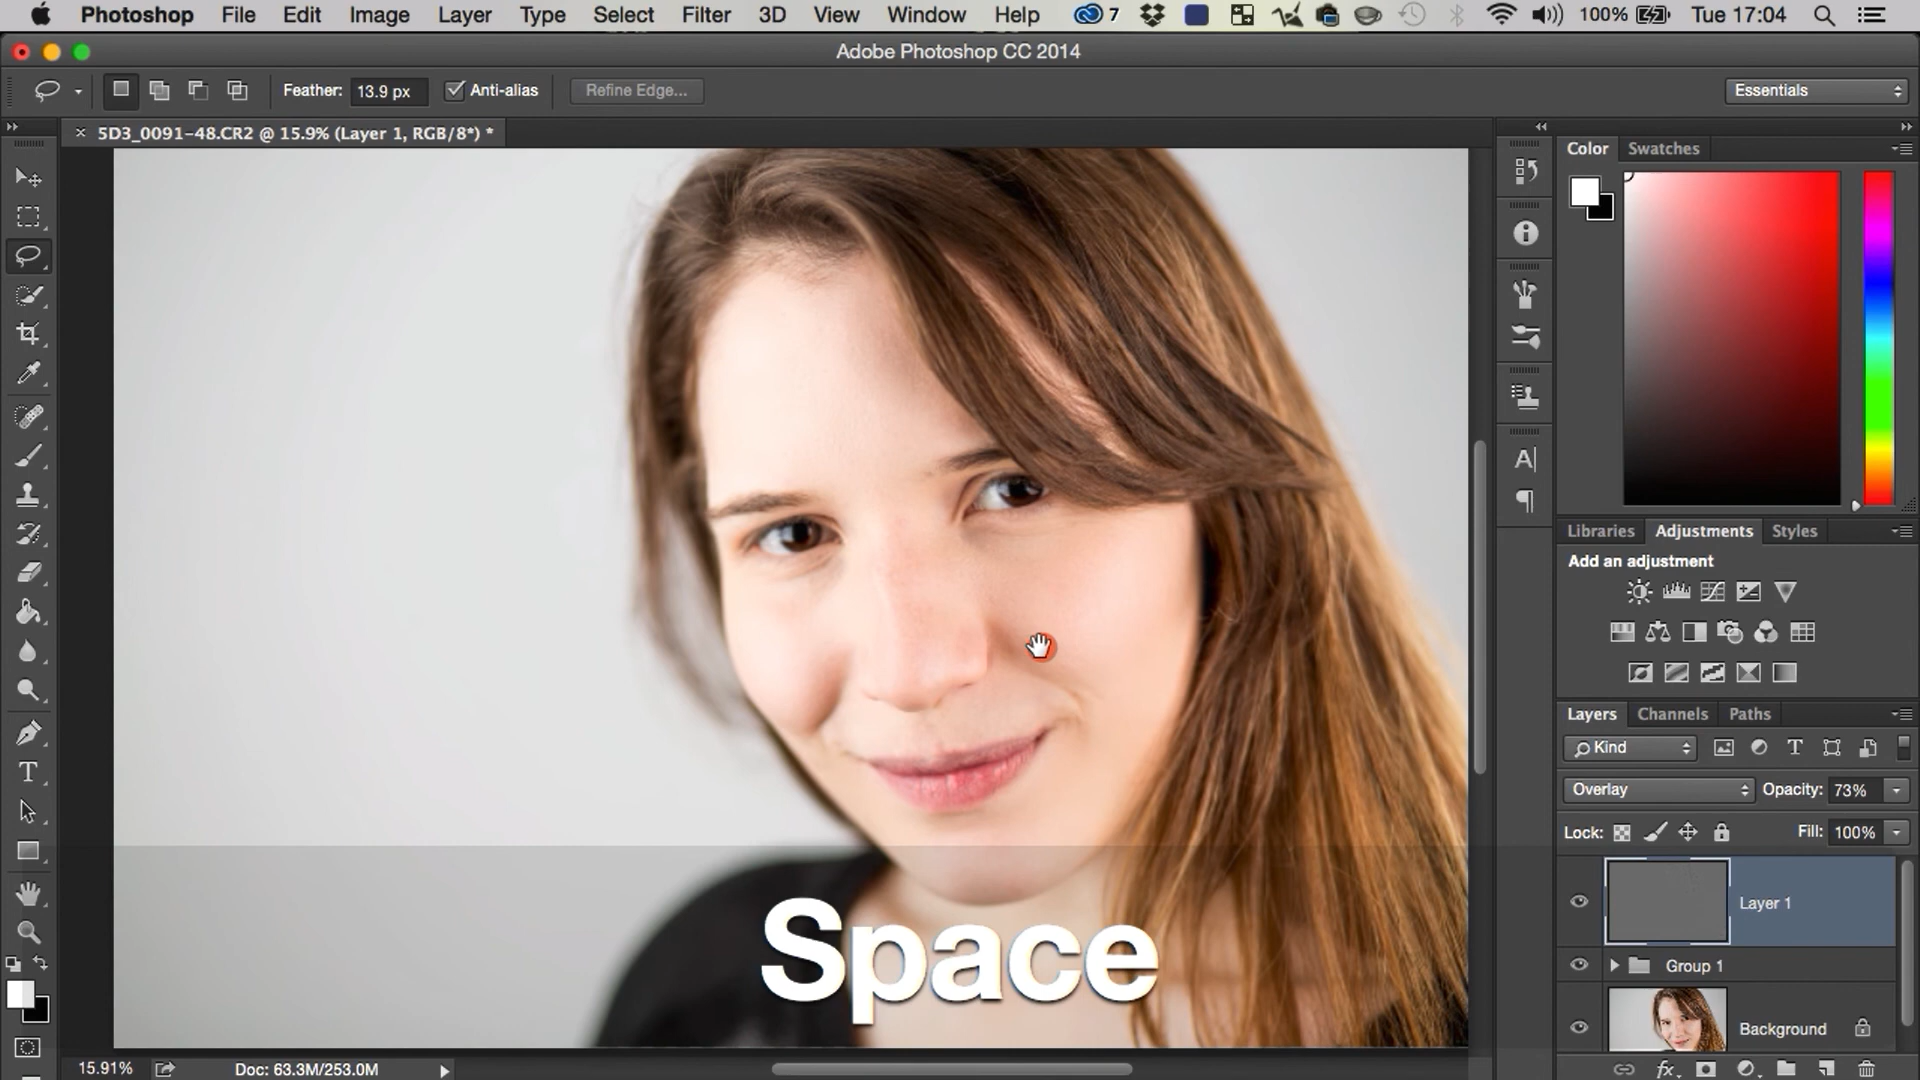 Photoshop File Edit Image Layer Type Select Filter 3D View Window Help 7 100% Tue 17:04
Adobe Photoshop CC 2014
Feather: 13.9 px Anti-alias Refine Edge... Essentials
× 5D3_0091-48.CR2 @ 15.9% (Layer 1, RGB/8*) *
Color Swatches
Libraries Adjustments Styles
Add an adjustment
Layers Channels Paths
Kind
Overlay Opacity: 73%
Lock: Fill: 100%
Layer 1
Group 1
Background
Space
15.91% Doc: 63.3M/253.0M